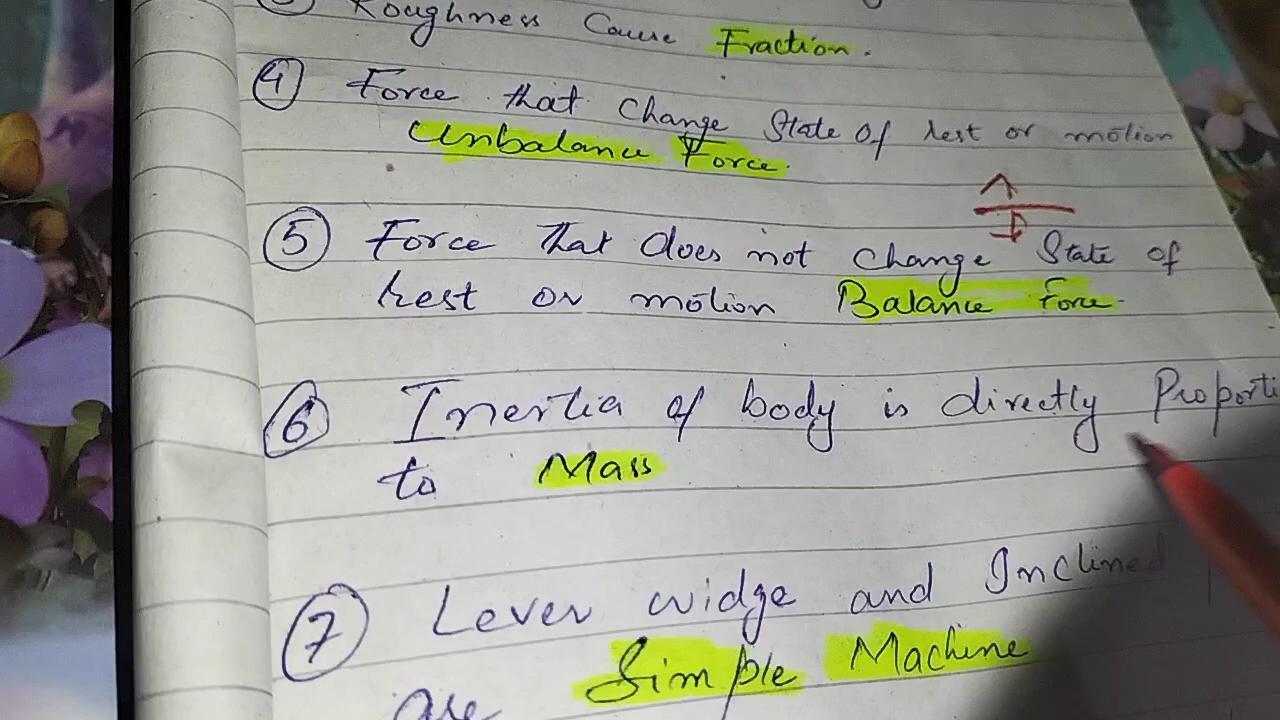 ③ Roughness Cause Fraction.
④ Force that change State of rest or motion
Unbalance Force.
⑤ Force that does not change State of
rest or motion Balance Force.
⑥ Inertia of body is directly Proporti
to Mass
⑦ Lever widge and Inclined
are Simple Machine